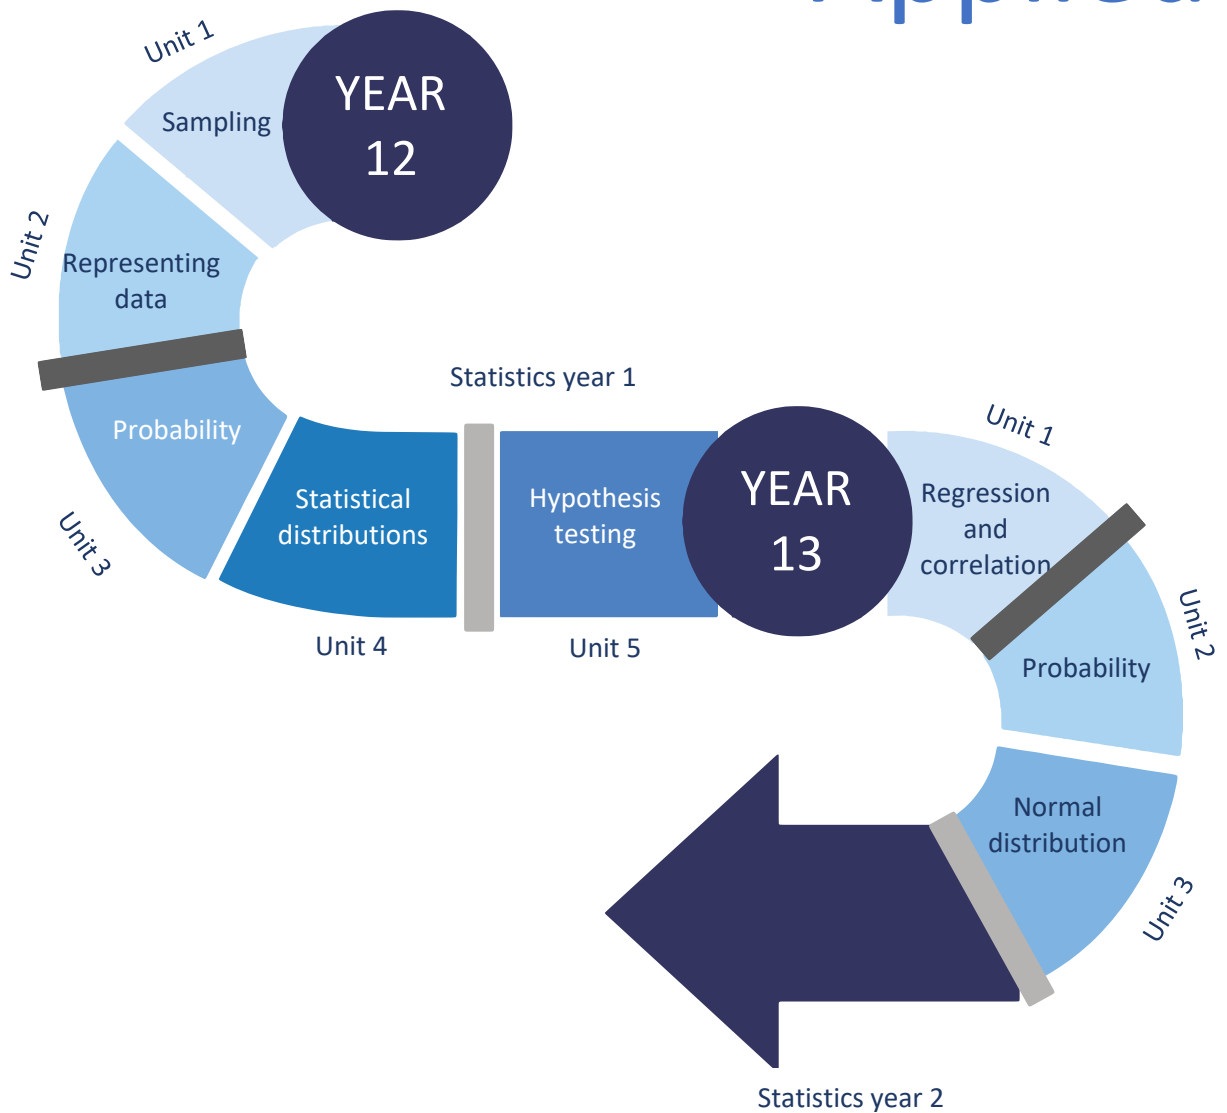 Applied
Unit 1
YEAR
12
Sampling
Unit 2
Representing
data
Probability
Unit 3
Statistical
distributions
Unit 4
Statistics year 1
Hypothesis
testing
Unit 5
YEAR
13
Unit 1
Regression
and
correlation
Unit 2
Probability
Normal
distribution
Unit 3
Statistics year 2